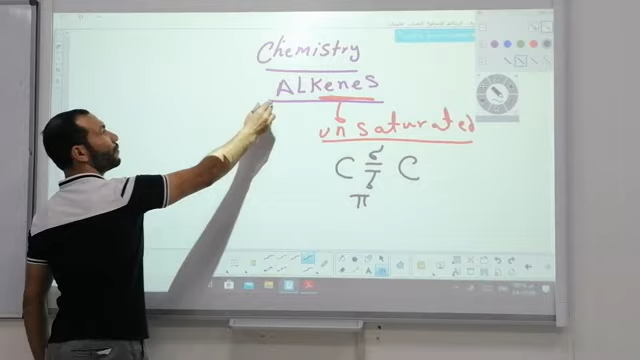 Chemistry
ALKenes
unsaturated
C σ C
π